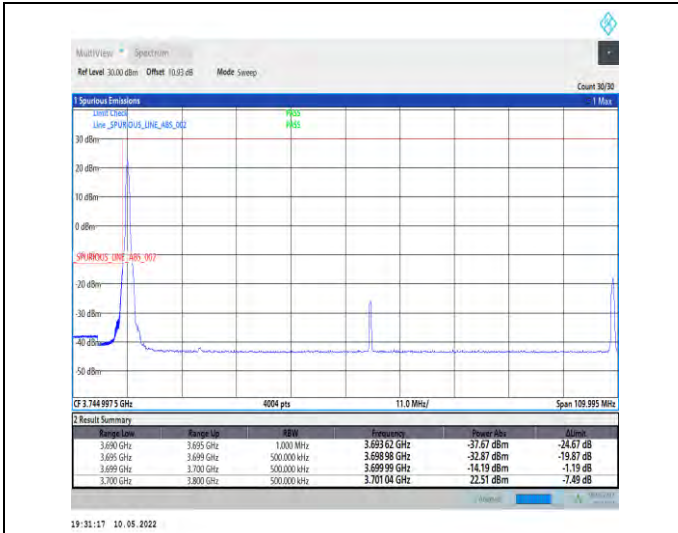 MultiView Spectrum
Ref Level 30.00 dBm Offset 10.93 dB Mode Sweep
Count 30/30
1 Spurious Emissions 1 Max
Limit Check PASS
Line _SPURIOUS_LINE_ABS_002 PASS
30 dBm
20 dBm
10 dBm
0 dBm
_SPURIOUS_LINE_ABS_007
-20 dBm
-30 dBm
-40 dBm
-50 dBm
CF 3.744 997 5 GHz 4004 pts 11.0 MHz/ Span 109.995 MHz
2 Result Summary
Range Low Range Up RBW Frequency Power Abs ΔLimit
3.690 GHz 3.695 GHz 1.000 MHz 3.693 62 GHz -37.67 dBm -24.67 dB
3.695 GHz 3.699 GHz 500.000 kHz 3.698 98 GHz -32.87 dBm -19.87 dB
3.699 GHz 3.700 GHz 500.000 kHz 3.699 99 GHz -14.19 dBm -1.19 dB
3.700 GHz 3.800 GHz 500.000 kHz 3.701 04 GHz 22.51 dBm -7.49 dB
19:31:17 10.05.2022